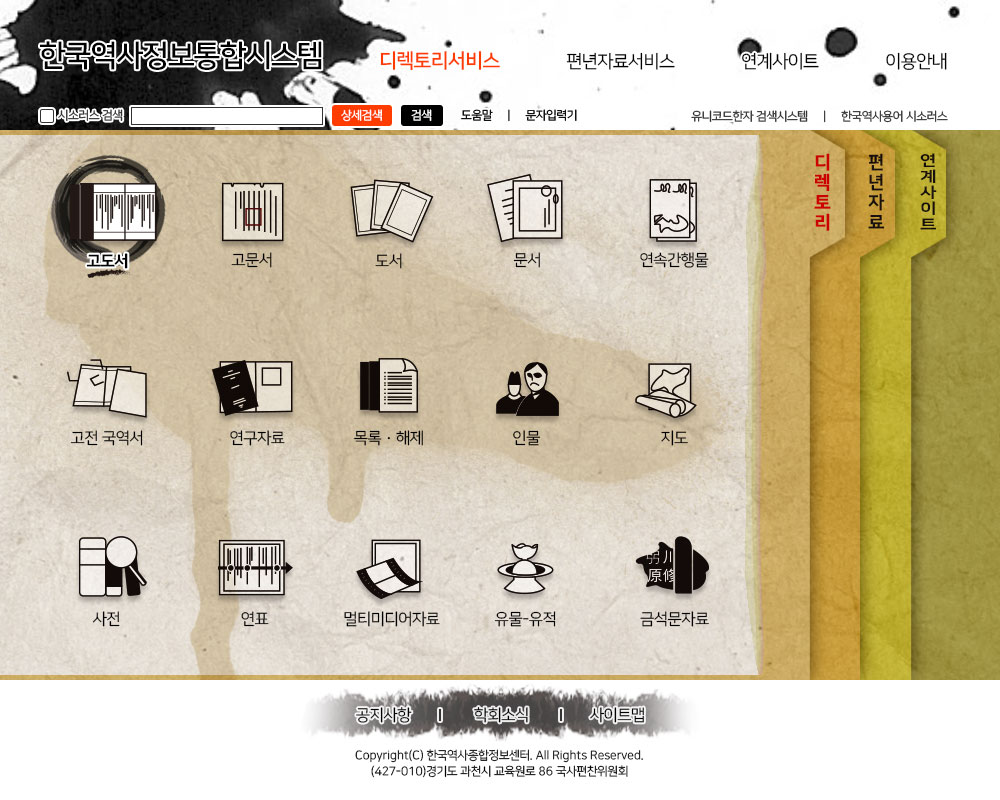 한국역사정보통합시스템
디렉토리서비스 편년자료서비스 연계사이트 이용안내
시소러스 검색 상세검색 검색 도움말 | 문자입력기 유니코드한자 검색시스템 | 한국역사용어 시소러스
디렉토리
편년자료
연계사이트
고도서 고문서 도서 문서 연속간행물
고전 국역서 연구자료 목록 · 해제 인물 지도
사전 연표 멀티미디어자료 유물-유적 금석문자료
川
原修
공지사항 | 학회소식 | 사이트맵
Copyright(C) 한국역사종합정보센터. All Rights Reserved.
(427-010)경기도 과천시 교육원로 86 국사편찬위원회